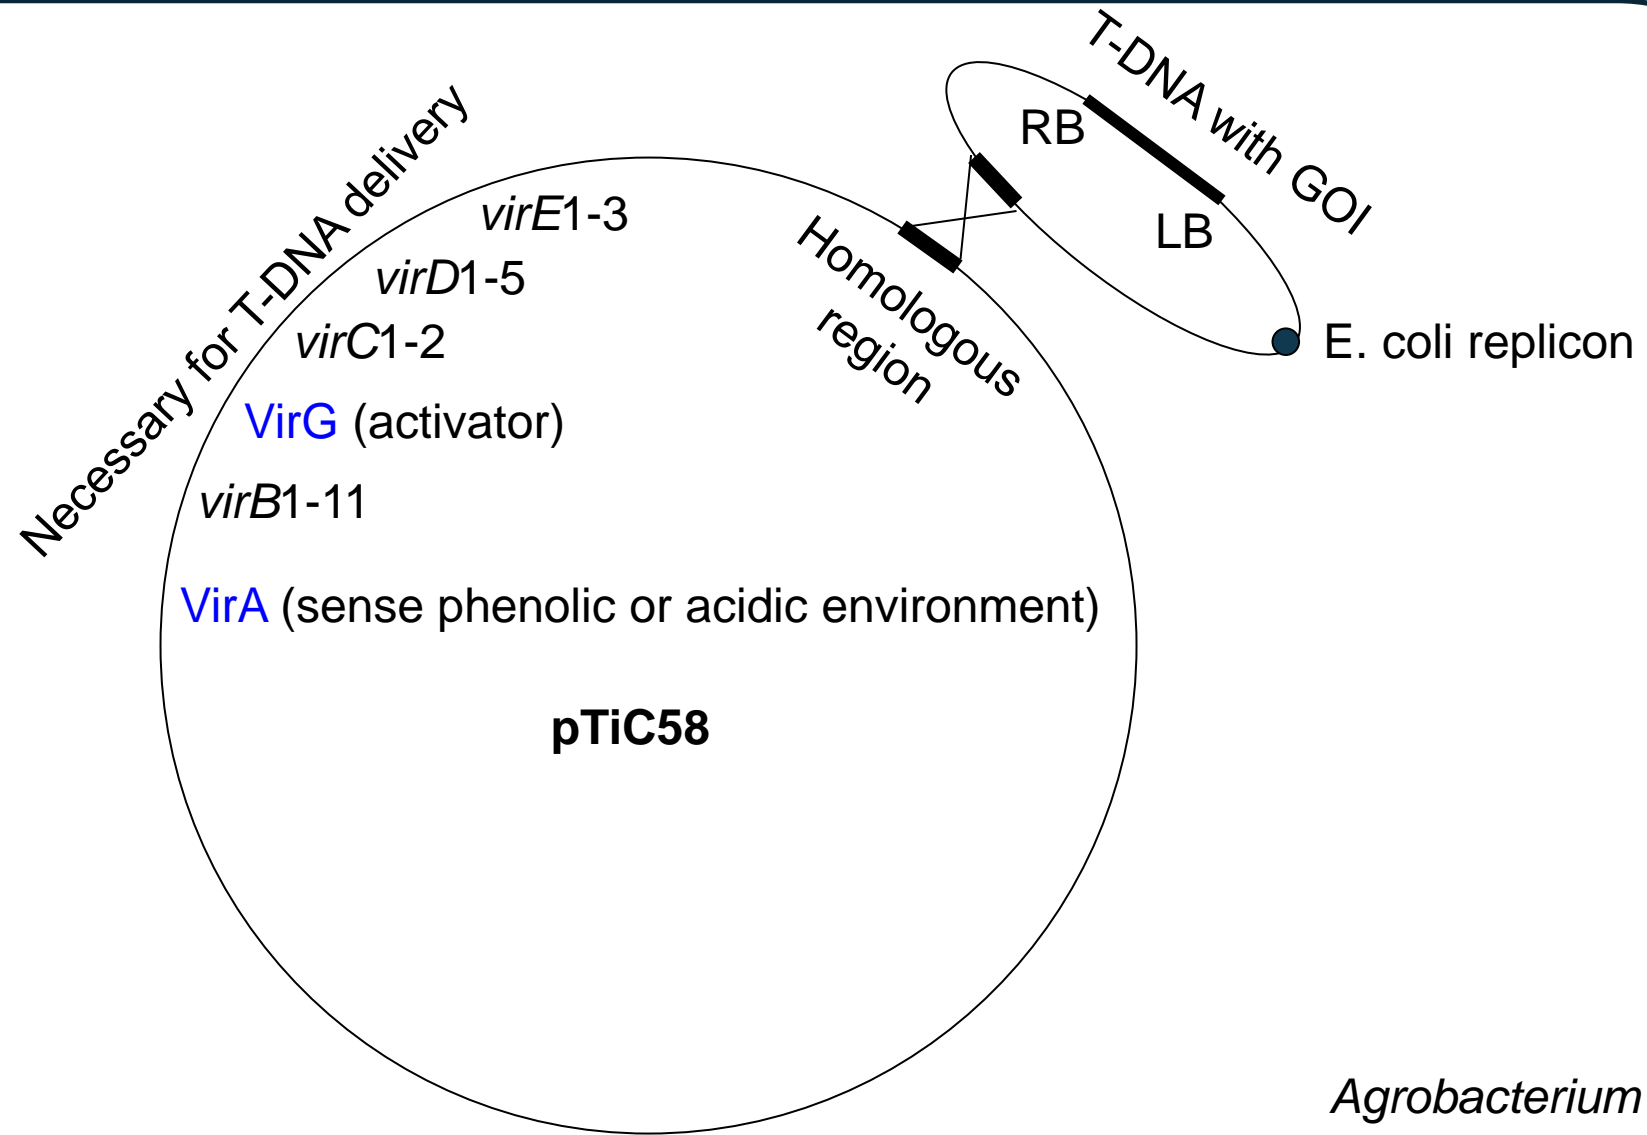 Necessary for T-DNA delivery
virE1-3
virD1-5
virC1-2
VirG (activator)
virB1-11
VirA (sense phenolic or acidic environment)
pTiC58
Homologous
region
RB
LB
T-DNA with GOI
E. coli replicon
Agrobacterium